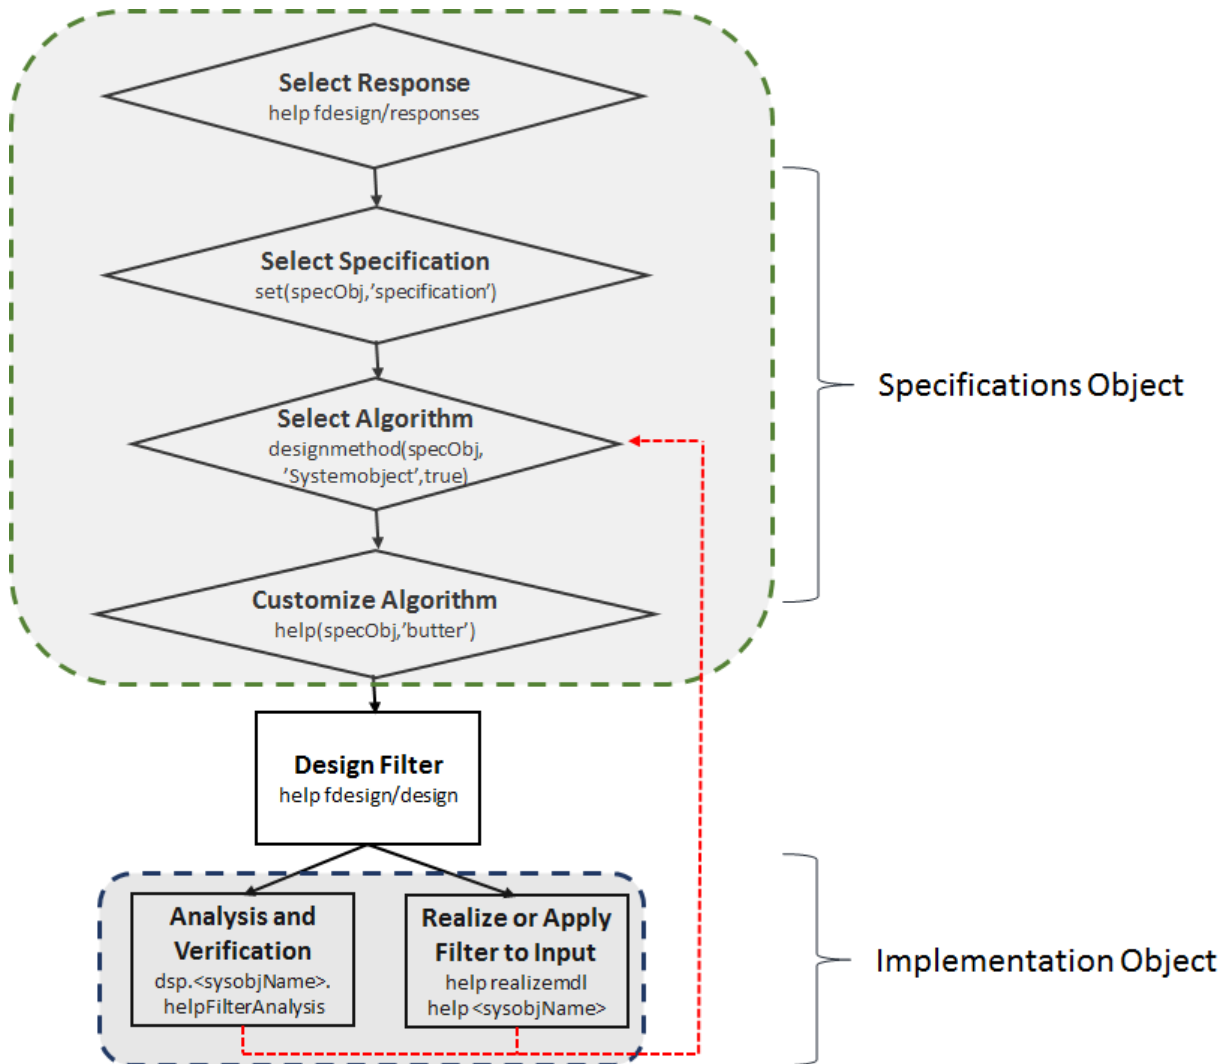 Select Response
help fdesign/responses
Select Specification
set(specObj,’specification’)
Specifications Object
Select Algorithm
designmethod(specObj,
’Systemobject’,true)
Customize Algorithm
help(specObj,’butter’)
Design Filter
help fdesign/design
Analysis and
Verification
dsp.<sysobjName>.
helpFilterAnalysis
Realize or Apply
Filter to Input
help realizemdl
help <sysobjName>
Implementation Object